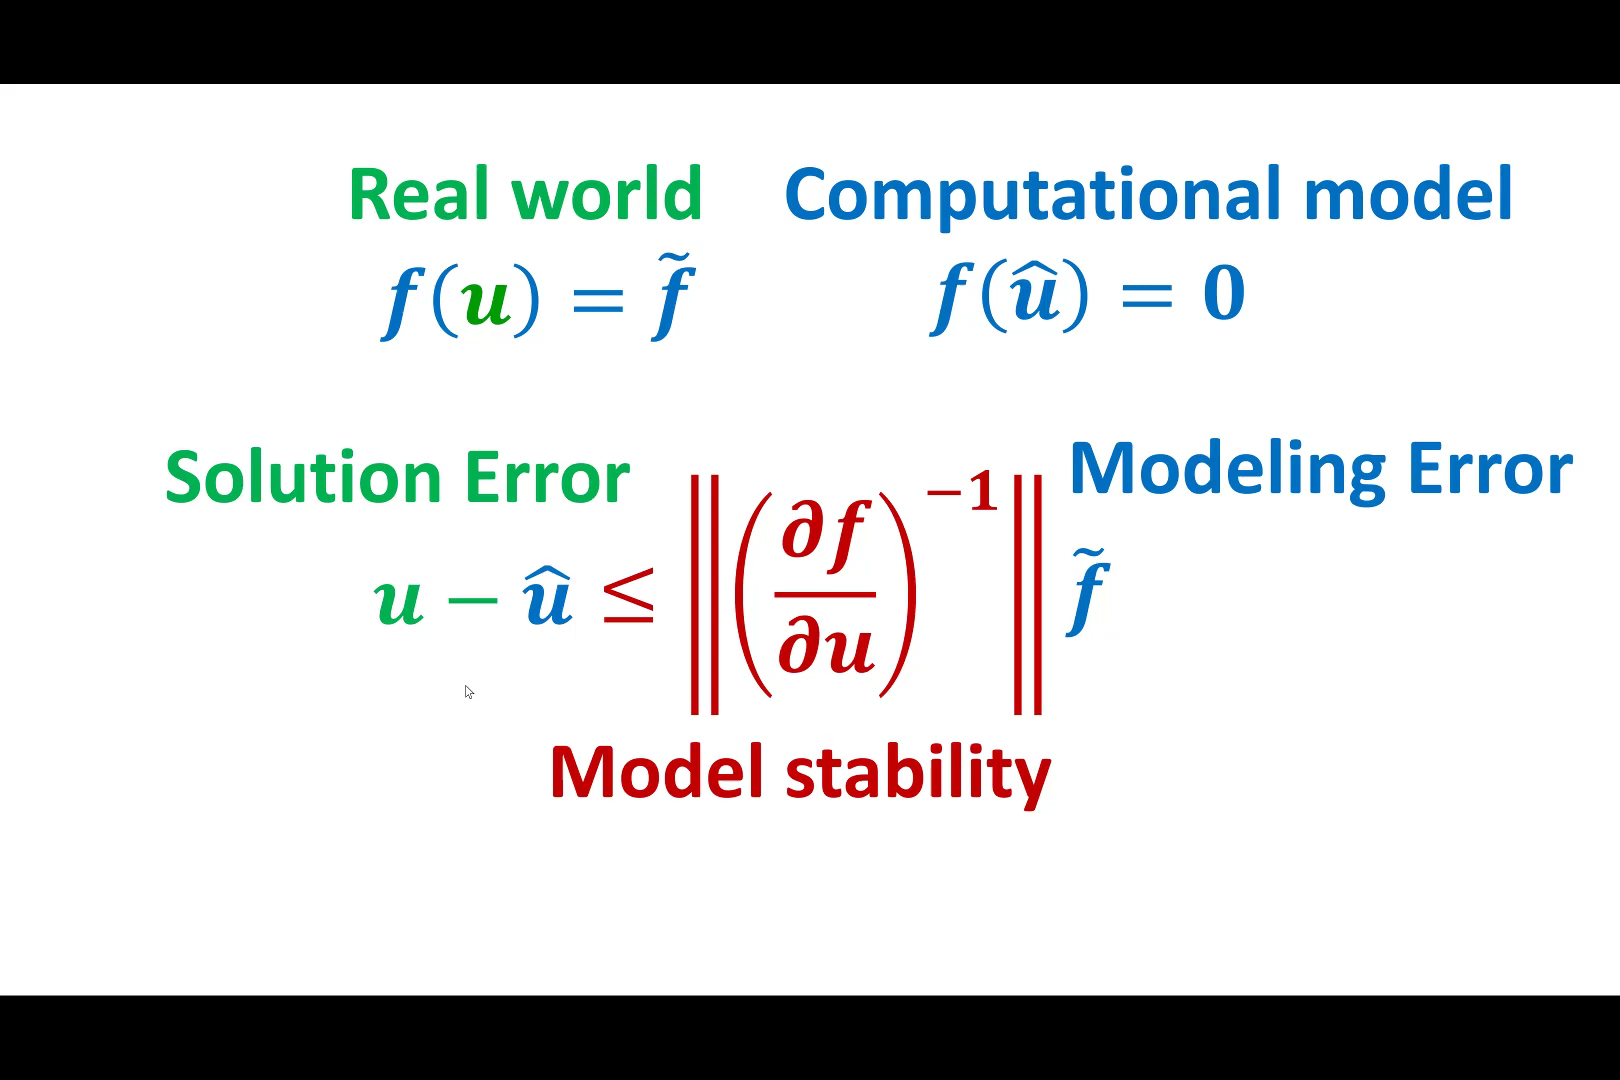 Real world
f(u) = f̃
Computational model
f(û) = 0
Solution Error
Modeling Error
u − û ≤ ‖(∂f/∂u)⁻¹‖ f̃
Model stability